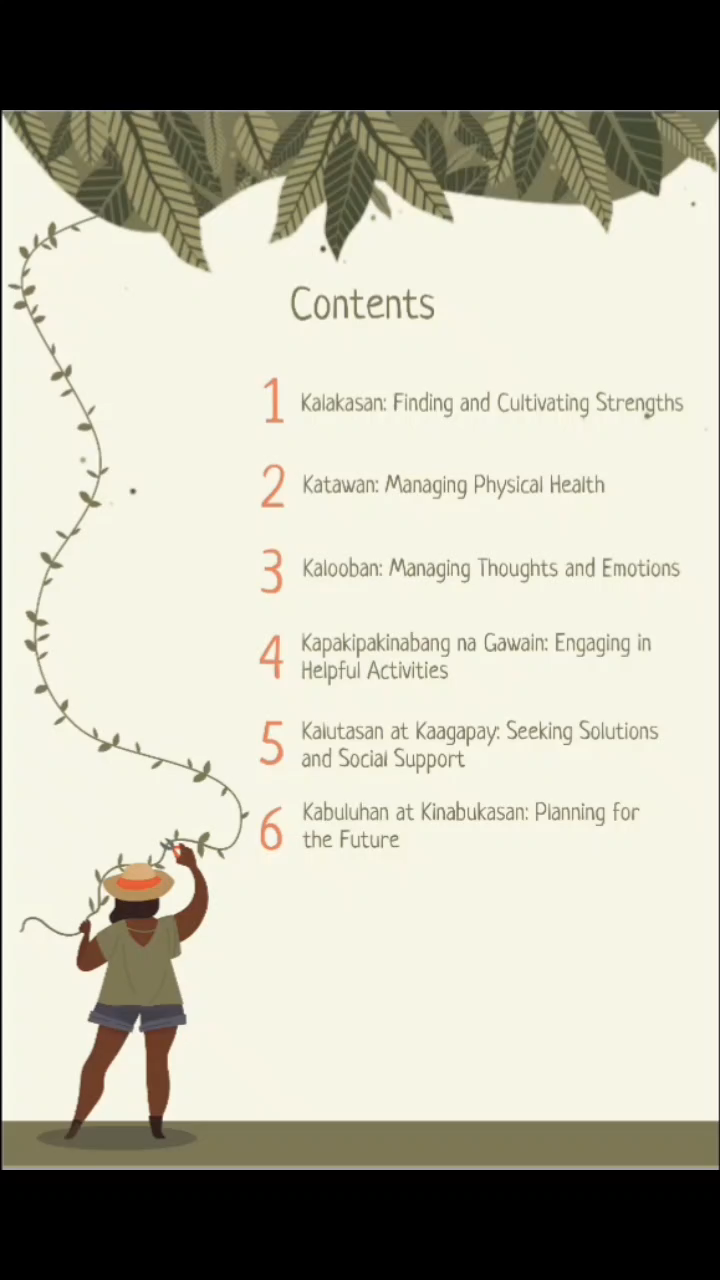 Contents
1 Kalakasan: Finding and Cultivating Strengths
2 Katawan: Managing Physical Health
3 Kalooban: Managing Thoughts and Emotions
4 Kapakipakinabang na Gawain: Engaging in
Helpful Activities
5 Kalutasan at Kaagapay: Seeking Solutions
and Social Support
6 Kabuluhan at Kinabukasan: Planning for
the Future